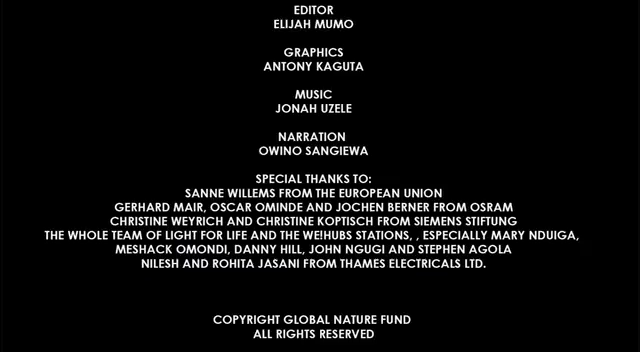 EDITOR
ELIJAH MUMO
GRAPHICS
ANTONY KAGUTA
MUSIC
JONAH UZELE
NARRATION
OWINO SANGIEWA
SPECIAL THANKS TO:
SANNE WILLEMS FROM THE EUROPEAN UNION
GERHARD MAIR, OSCAR OMINDE AND JOCHEN BERNER FROM OSRAM
CHRISTINE WEYRICH AND CHRISTINE KOPTISCH FROM SIEMENS STIFTUNG
THE WHOLE TEAM OF LIGHT FOR LIFE AND THE WE!HUBS STATIONS, , ESPECIALLY MARY NDUIGA,
MESHACK OMONDI, DANNY HILL, JOHN NGUGI AND STEPHEN AGOLA
NILESH AND ROHITA JASANI FROM THAMES ELECTRICALS LTD.
COPYRIGHT GLOBAL NATURE FUND
ALL RIGHTS RESERVED